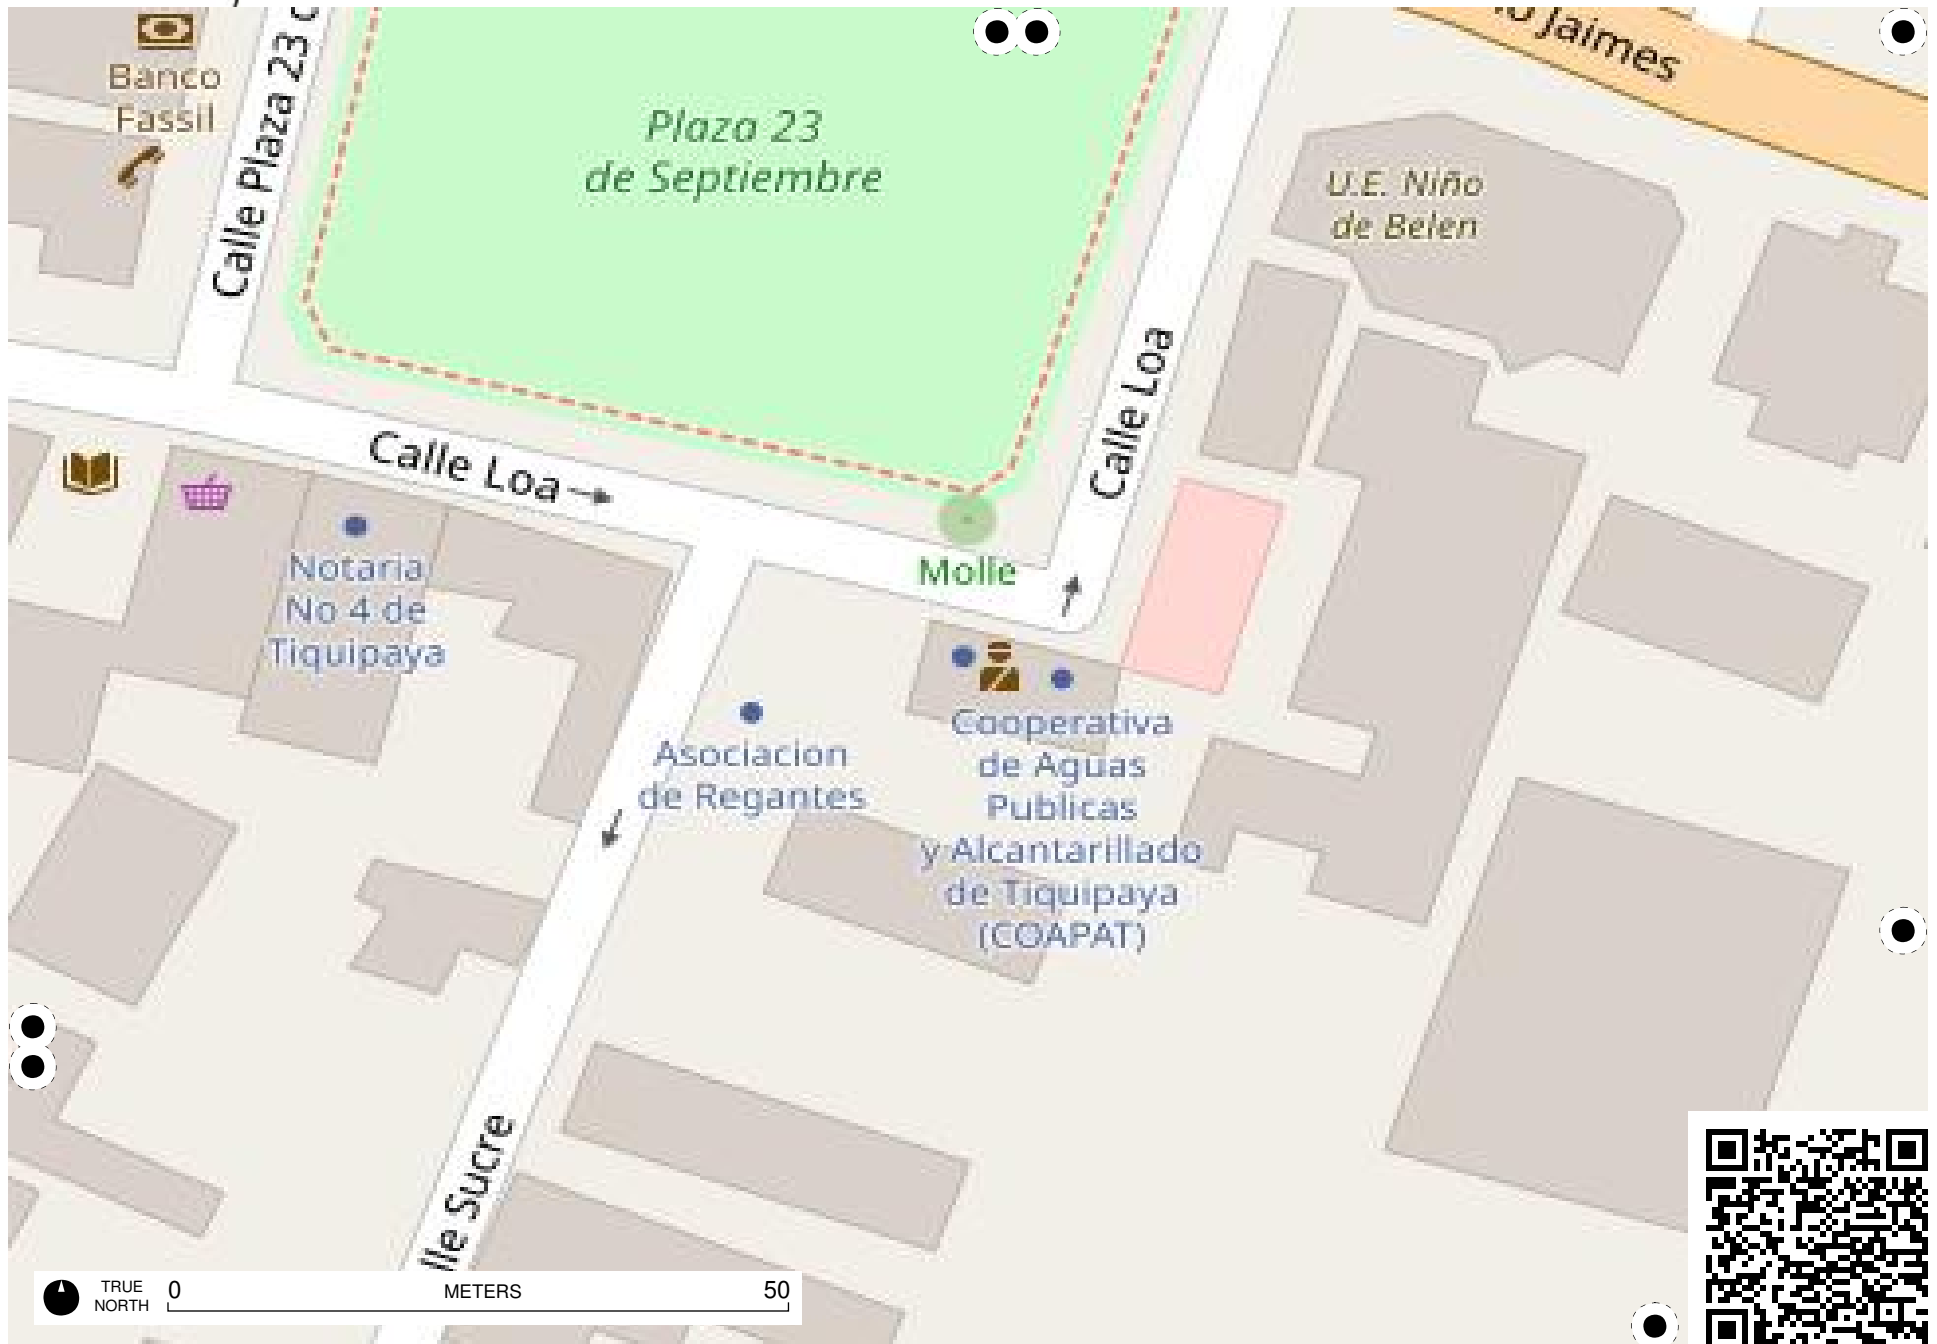 Banco
Fassil
Calle Plaza 23
Plaza 23
de Septiembre
Jaimes
U.E. Niño
de Belen
Calle Loa
Calle Loa
Molle
Notaria
No 4 de
Tiquipaya
Asociacion
de Regantes
Cooperativa
de Aguas
Publicas
y Alcantarillado
de Tiquipaya
(COAPAT)
lle Sucre
TRUE
NORTH
0 METERS 50